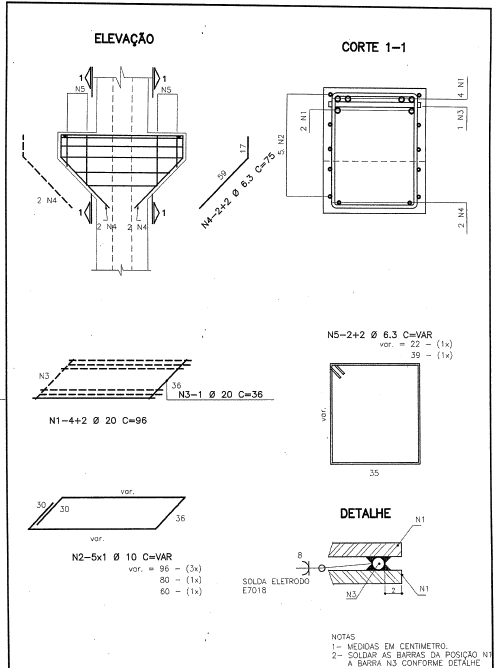 ELEVAÇÃO
CORTE 1-1
1 1
N5 N5
4 N1
1 N3
2 N1
5 N2
2 N4
17
59
N4-2+2 Ø 6.3 C=75
2 N4
1 1
2 N4 2 N4
N5-2+2 Ø 6.3 C=VAR
var. = 22 - (1x)
39 - (1x)
N3
36
N3-1 Ø 20 C=36
N1-4+2 Ø 20 C=96
var.
35
var.
30 30
36
var.
N2-5x1 Ø 10 C=VAR
var. = 96 - (3x)
80 - (1x)
60 - (1x)
DETALHE
N1
8
SOLDA ELETRODO
E7018
N3
2
N1
NOTAS
1- MEDIDAS EM CENTIMETRO.
2- SOLDAR AS BARRAS DA POSIÇÃO N1
A BARRA N3 CONFORME DETALHE